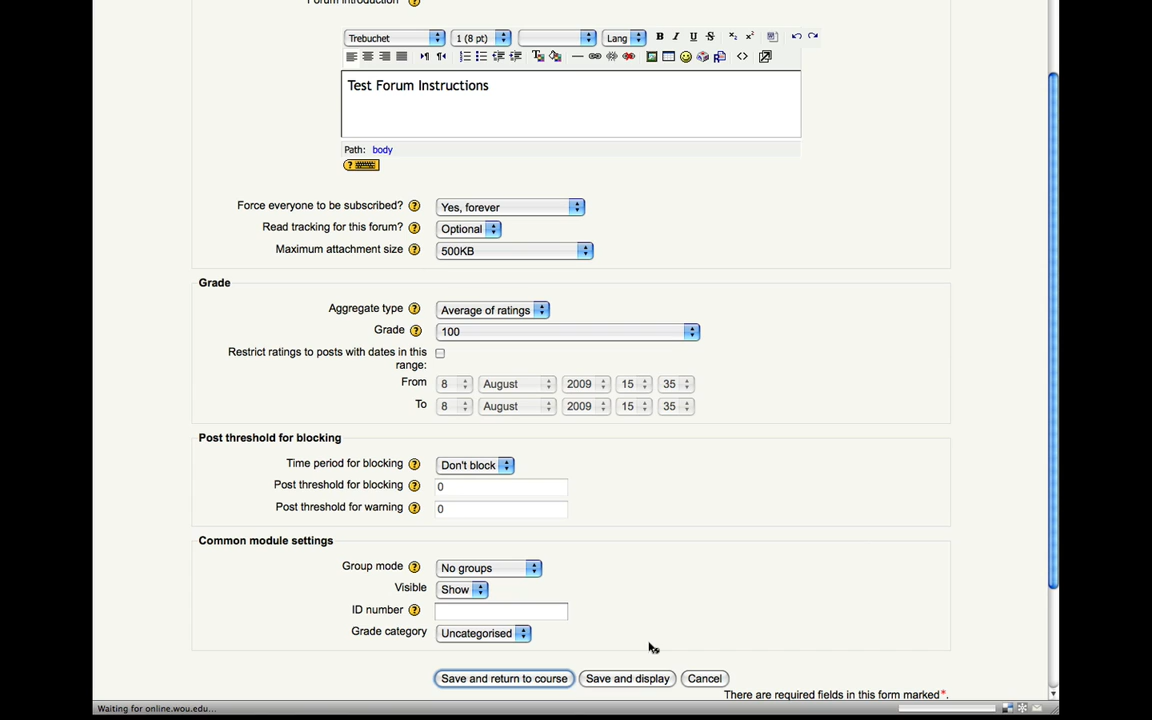 Forum introduction ?
Trebuchet 1 (8 pt) Lang B I U S x₂ x²
Test Forum Instructions
Path: body
?
Force everyone to be subscribed? ? Yes, forever
Read tracking for this forum? ? Optional
Maximum attachment size ? 500KB
Grade
Aggregate type ? Average of ratings
Grade ? 100
Restrict ratings to posts with dates in this
range:
From 8 August 2009 15 35
To 8 August 2009 15 35
Post threshold for blocking
Time period for blocking ? Don't block
Post threshold for blocking ? 0
Post threshold for warning ? 0
Common module settings
Group mode ? No groups
Visible Show
ID number ?
Grade category Uncategorised
Save and return to course Save and display Cancel
There are required fields in this form marked*.
Waiting for online.wou.edu...